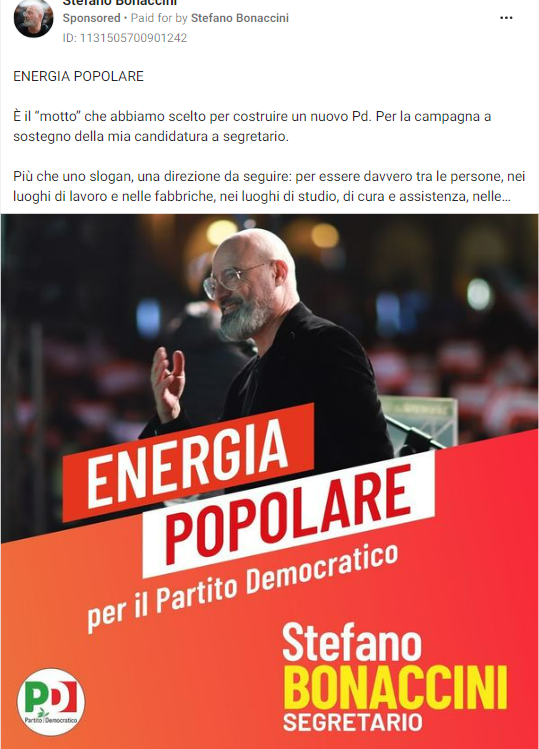 Stefano Bonaccini
Sponsored • Paid for by Stefano Bonaccini
ID: 1131505700901242
ENERGIA POPOLARE
È il “motto” che abbiamo scelto per costruire un nuovo Pd. Per la campagna a
sostegno della mia candidatura a segretario.
Più che uno slogan, una direzione da seguire: per essere davvero tra le persone, nei
luoghi di lavoro e nelle fabbriche, nei luoghi di studio, di cura e assistenza, nelle...
ENERGIA
POPOLARE
per il Partito Democratico
Stefano
BONACCINI
SEGRETARIO
PD
Partito Democratico